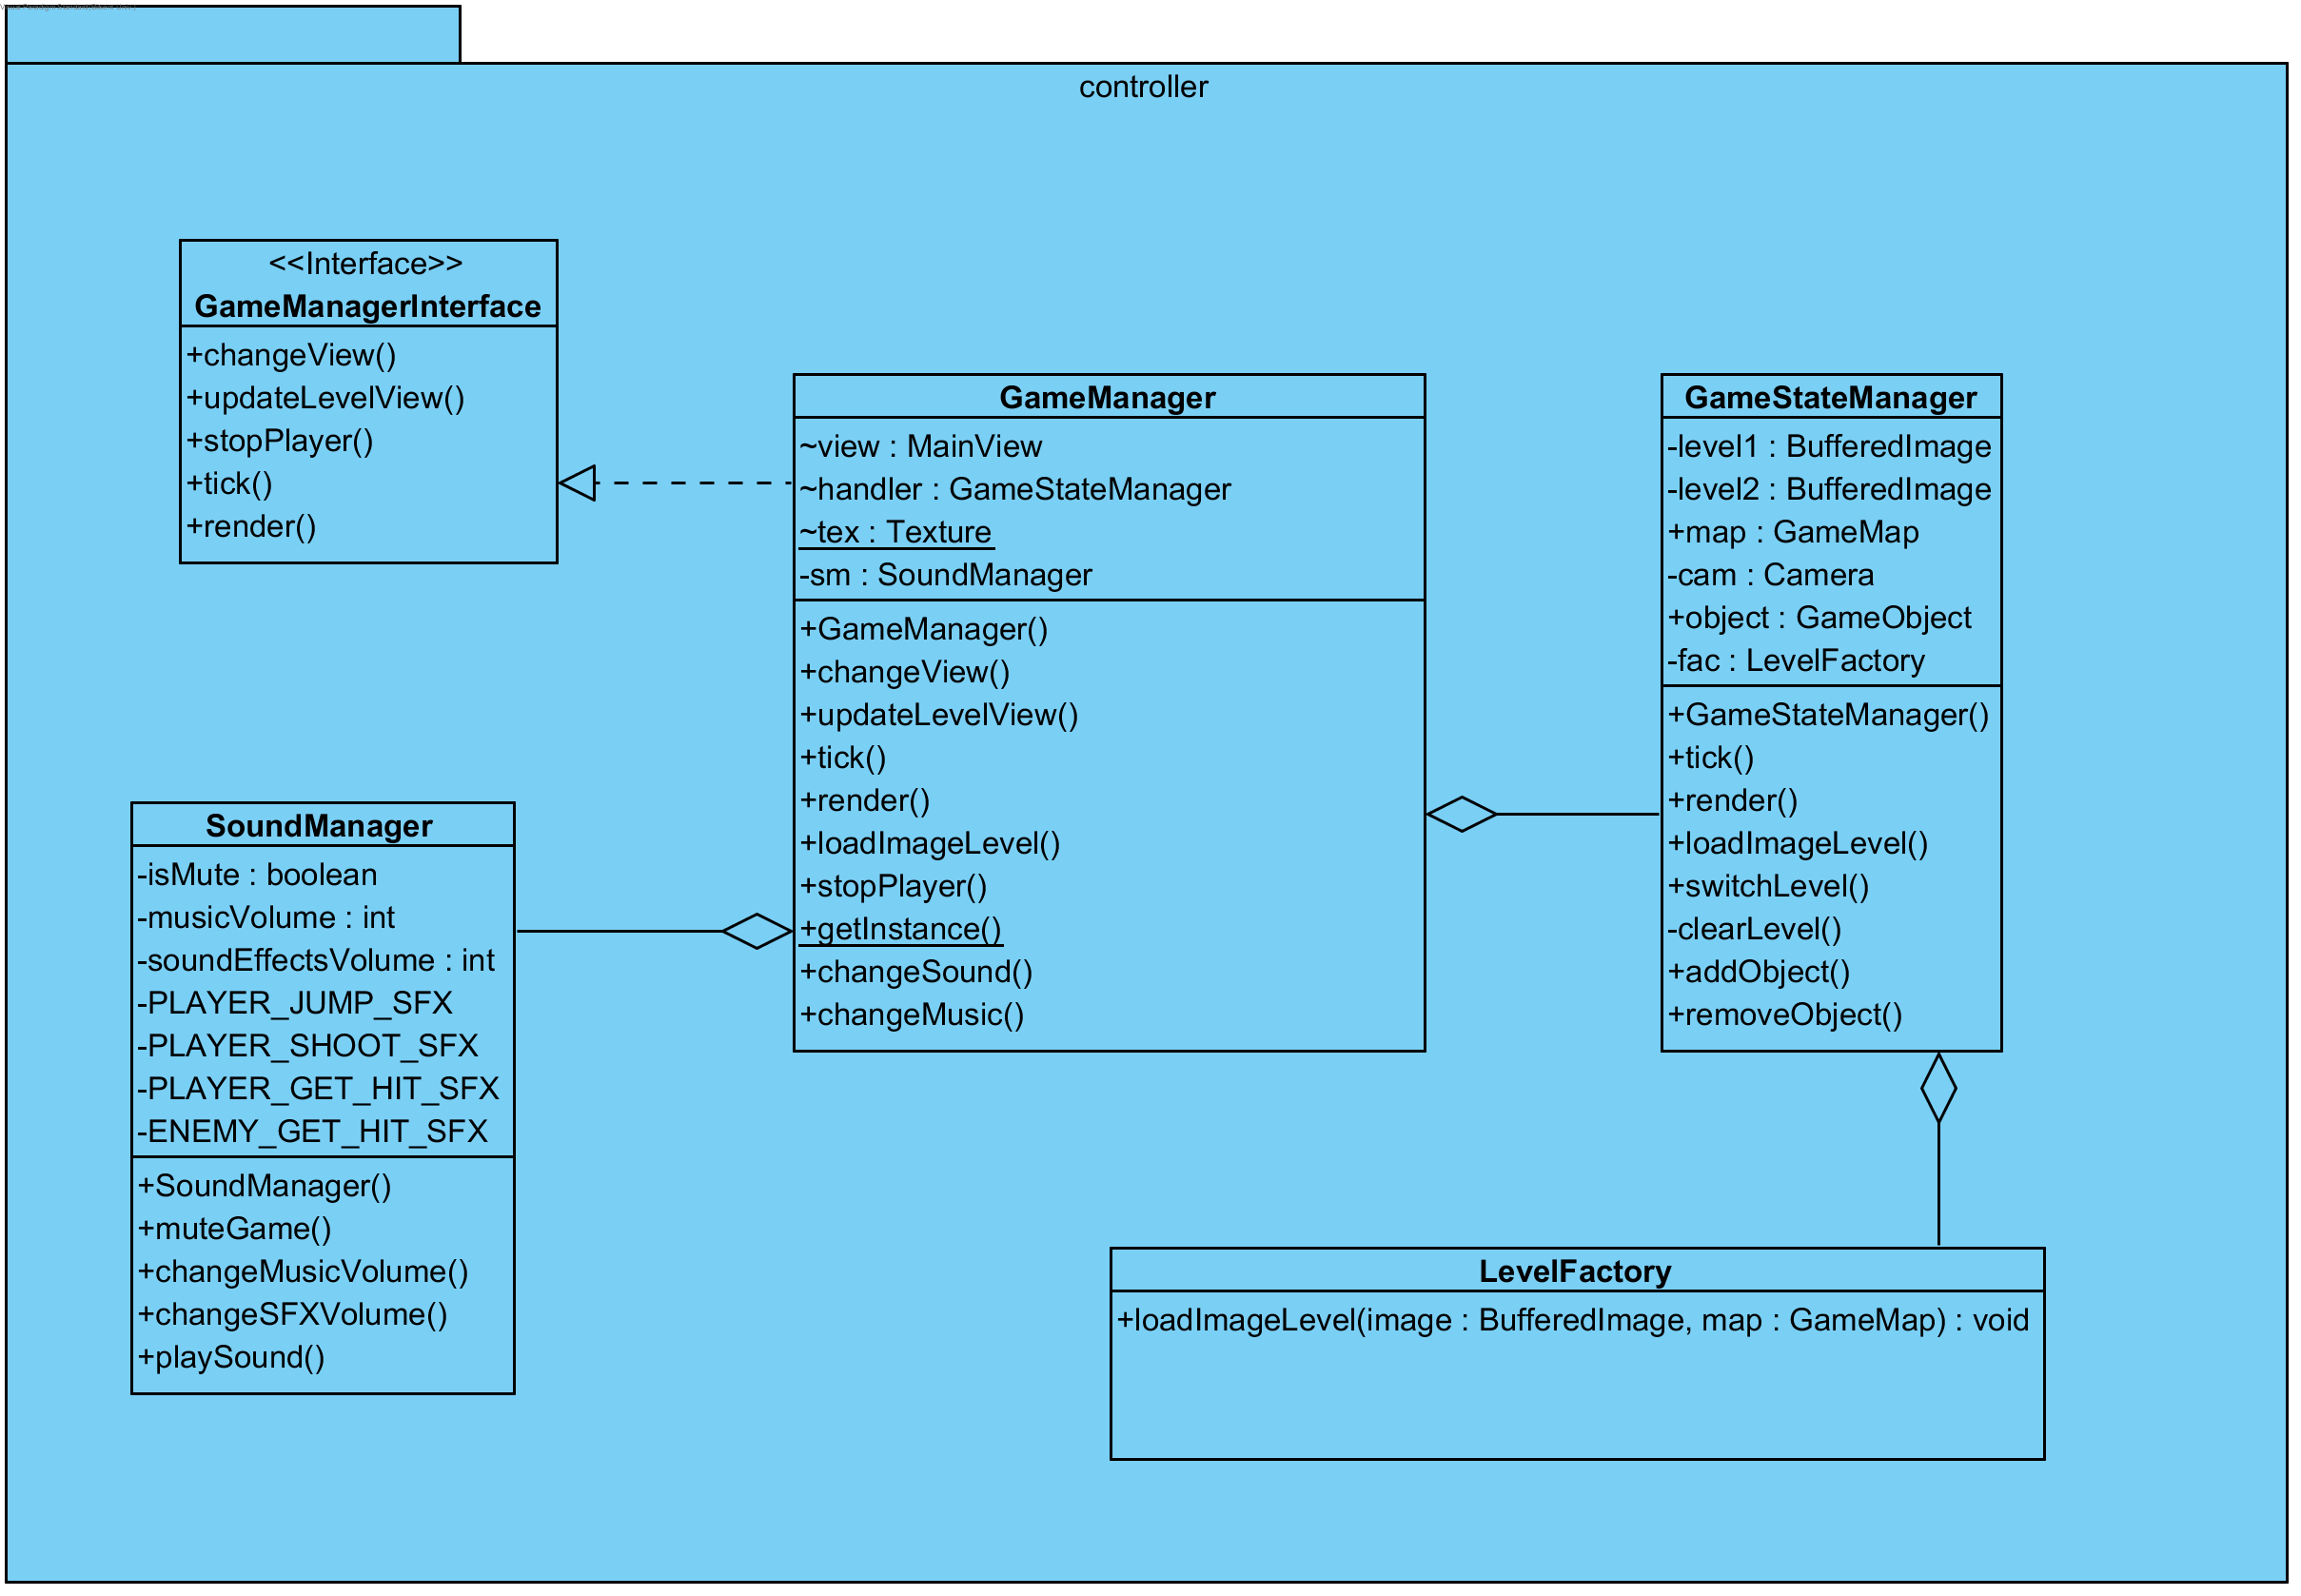 controller
<<Interface>>
GameManagerInterface
+changeView()
+updateLevelView()
+stopPlayer()
+tick()
+render()
GameManager
~view : MainView
~handler : GameStateManager
~tex : Texture
-sm : SoundManager
+GameManager()
+changeView()
+updateLevelView()
+tick()
+render()
+loadImageLevel()
+stopPlayer()
+getInstance()
+changeSound()
+changeMusic()
GameStateManager
-level1 : BufferedImage
-level2 : BufferedImage
+map : GameMap
-cam : Camera
+object : GameObject
-fac : LevelFactory
+GameStateManager()
+tick()
+render()
+loadImageLevel()
+switchLevel()
-clearLevel()
+addObject()
+removeObject()
SoundManager
-isMute : boolean
-musicVolume : int
-soundEffectsVolume : int
-PLAYER_JUMP_SFX
-PLAYER_SHOOT_SFX
-PLAYER_GET_HIT_SFX
-ENEMY_GET_HIT_SFX
+SoundManager()
+muteGame()
+changeMusicVolume()
+changeSFXVolume()
+playSound()
LevelFactory
+loadImageLevel(image : BufferedImage, map : GameMap) : void